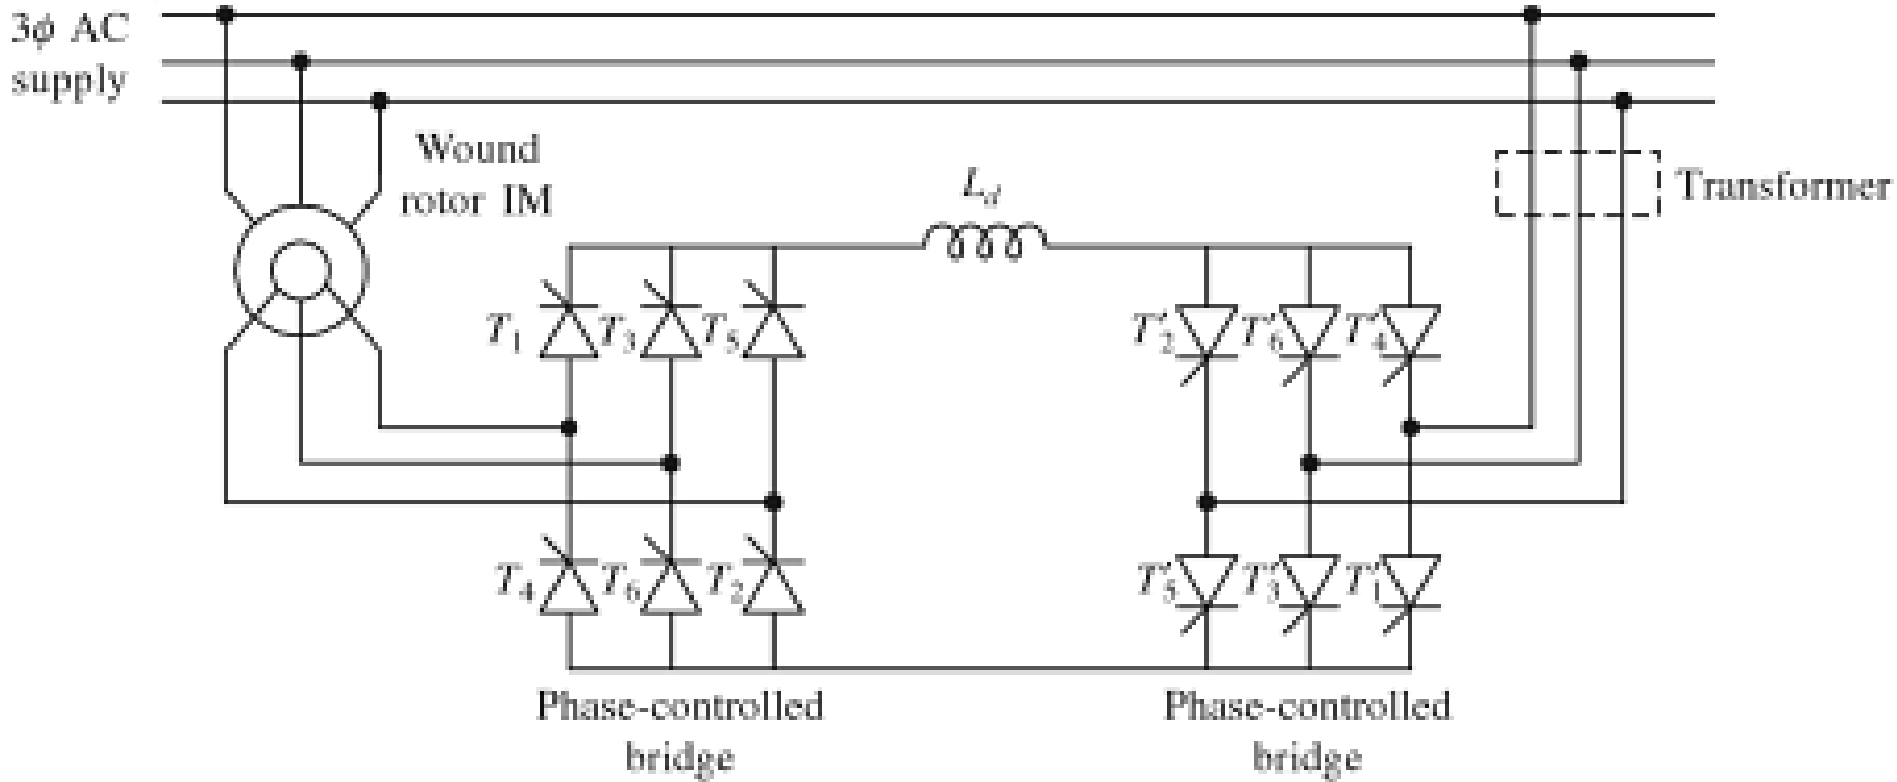 3ϕ AC
supply
Wound
rotor IM
L_d
Transformer
T_1 T_3 T_5
T'_2 T'_6 T'_4
T_4 T_6 T_2
T'_5 T'_3 T'_1
Phase-controlled
bridge
Phase-controlled
bridge